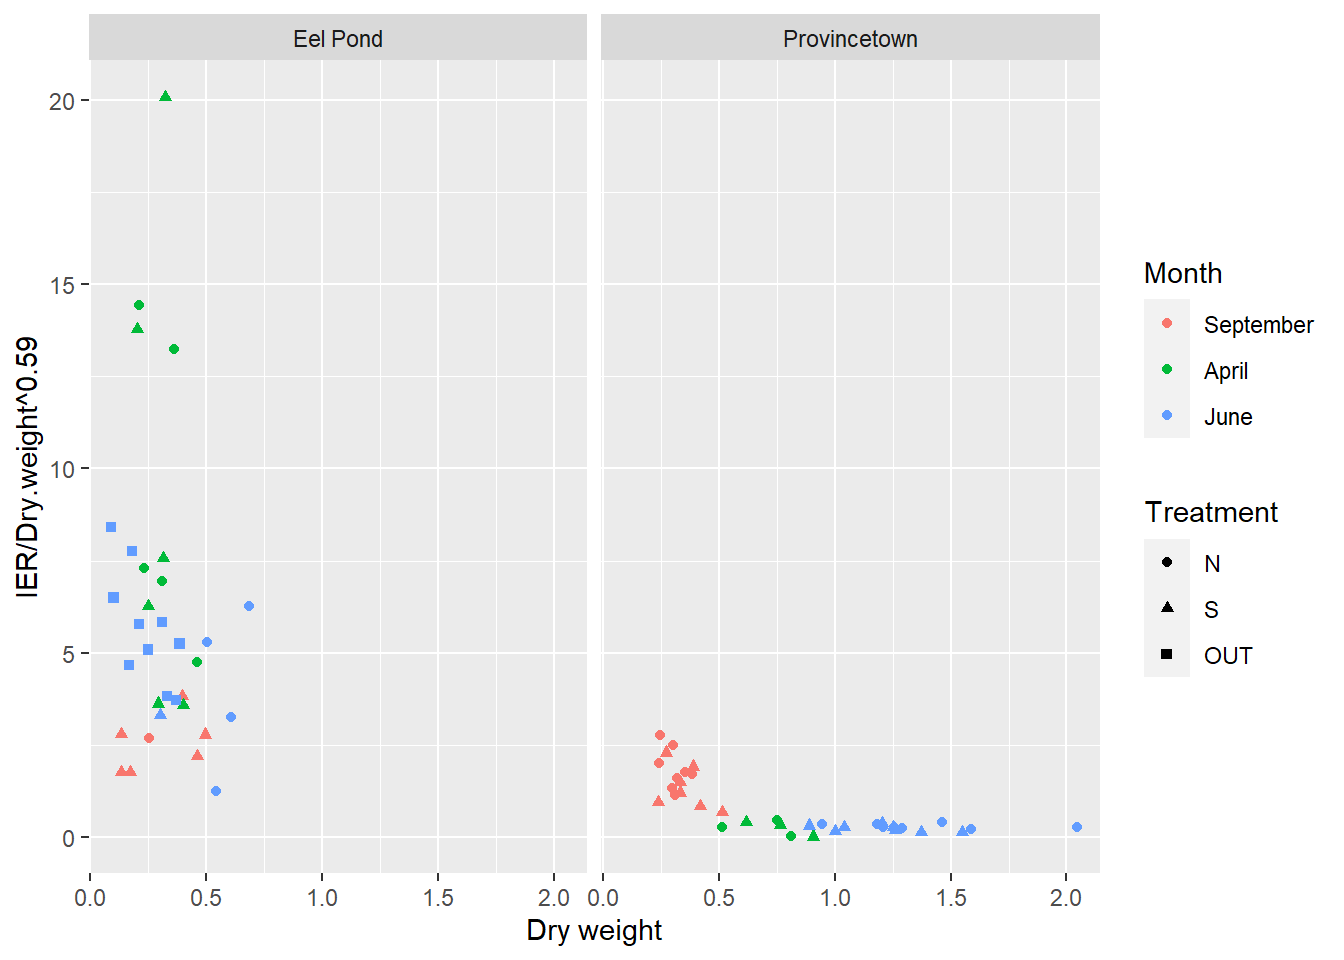 Eel Pond
Provincetown
20
15
10
5
0
IER/Dry.weight^0.59
0.0 0.5 1.0 1.5 2.0
0.0 0.5 1.0 1.5 2.0
Dry weight
Month
September
April
June
Treatment
N
S
OUT